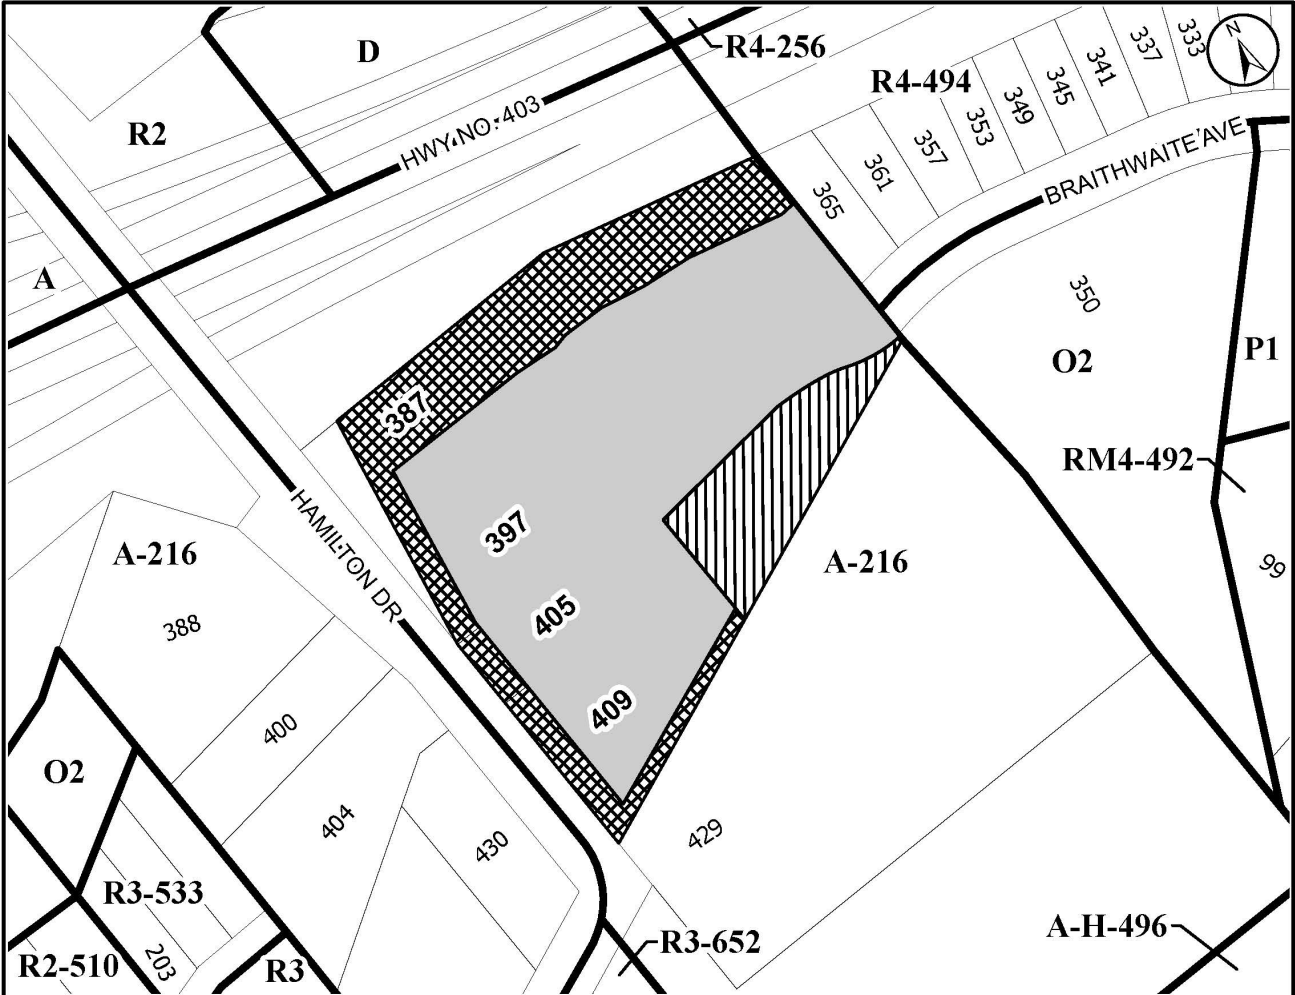 D
R4-256
R4-494
333
337
341
345
349
353
357
361
365
N
R2
HWY NO. 403
BRAITHWAITE AVE
A
350
O2
P1
387
RM4-492
HAMILTON DR
397
A-216
A-216
99
405
388
409
400
O2
404
430
429
R3-533
R2-510
203
R3
R3-652
A-H-496